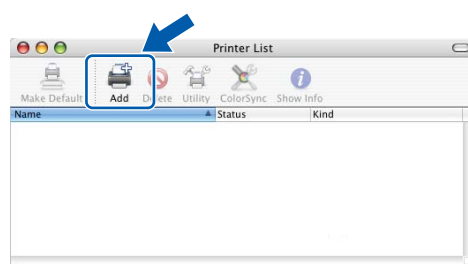 Printer List
Make Default Add Delete Utility ColorSync Show Info
Name Status Kind